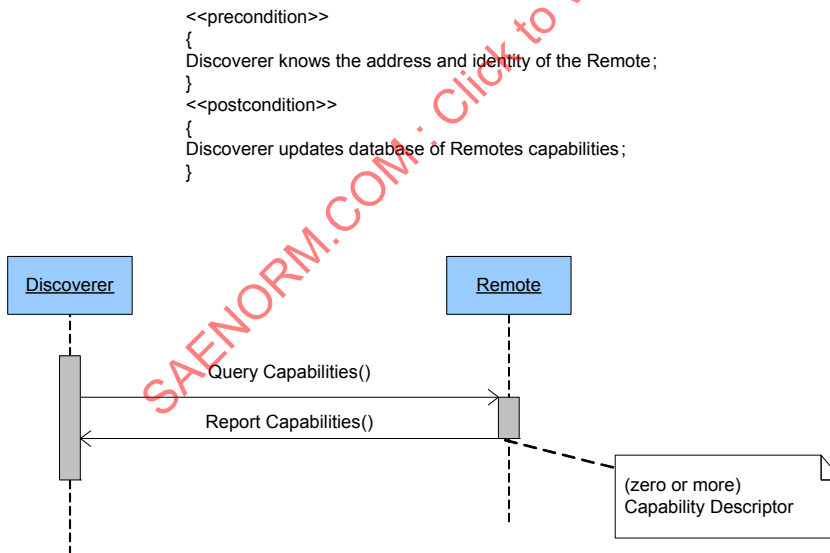 <<precondition>>
{
Discoverer knows the address and identity of the Remote;
}
<<postcondition>>
{
Discoverer updates database of Remotes capabilities;
}
SAENORM.COM : Click to
Discoverer
Remote
Query Capabilities()
Report Capabilities()
(zero or more)
Capability Descriptor